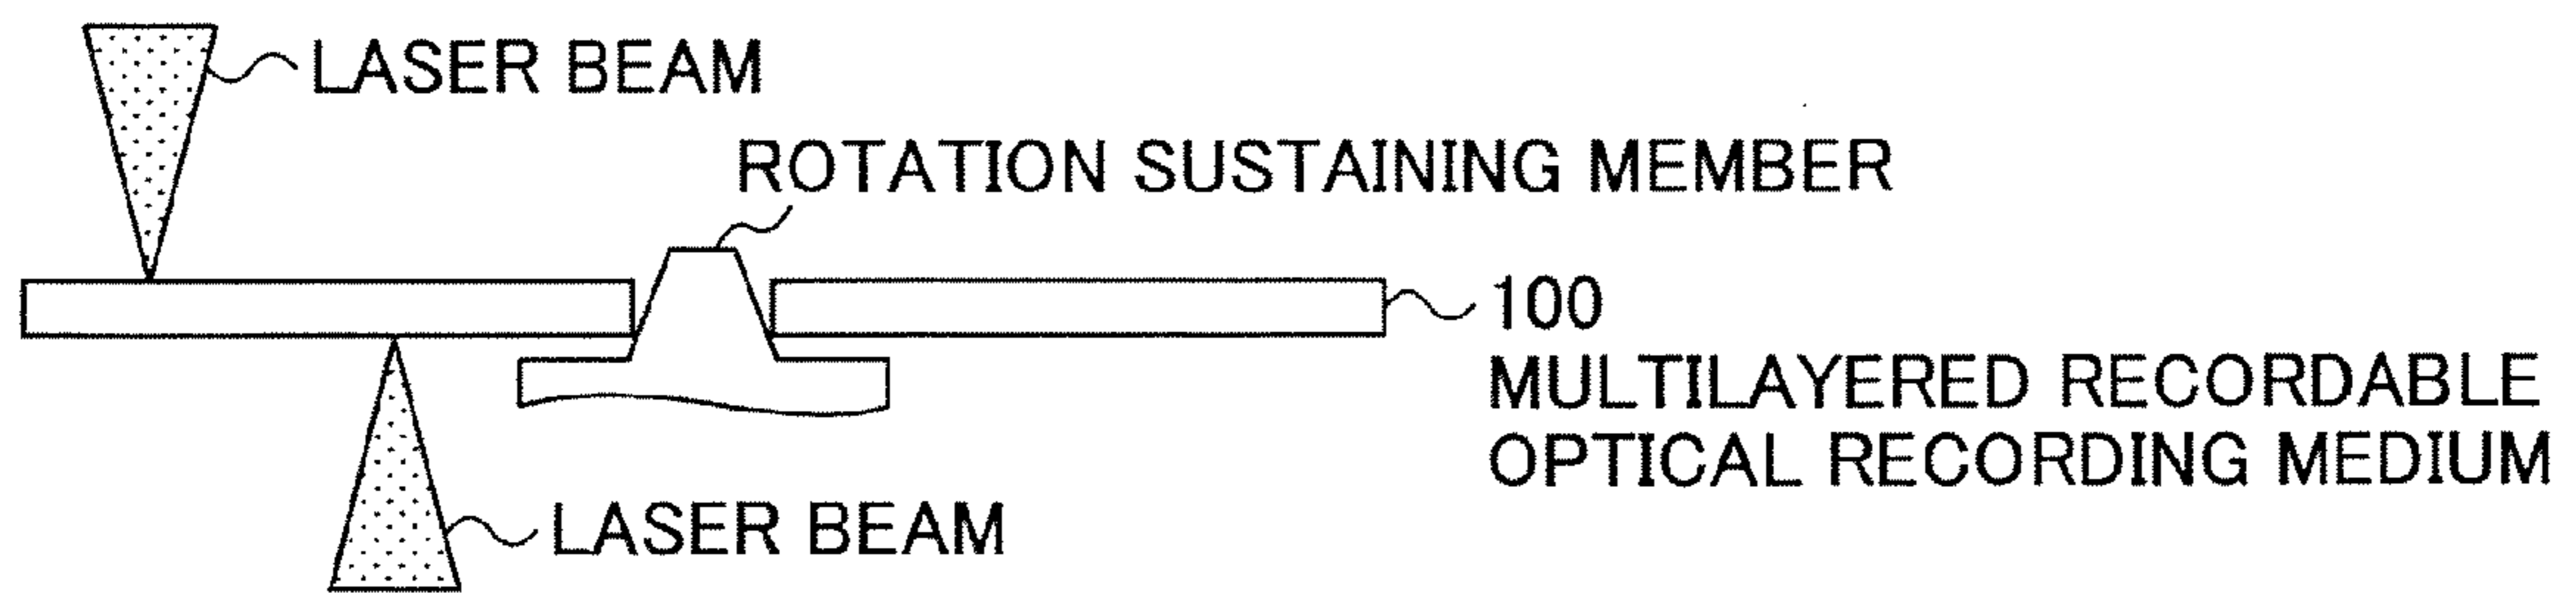 LASER BEAM
ROTATION SUSTAINING MEMBER
100
MULTILAYERED RECORDABLE
OPTICAL RECORDING MEDIUM
LASER BEAM